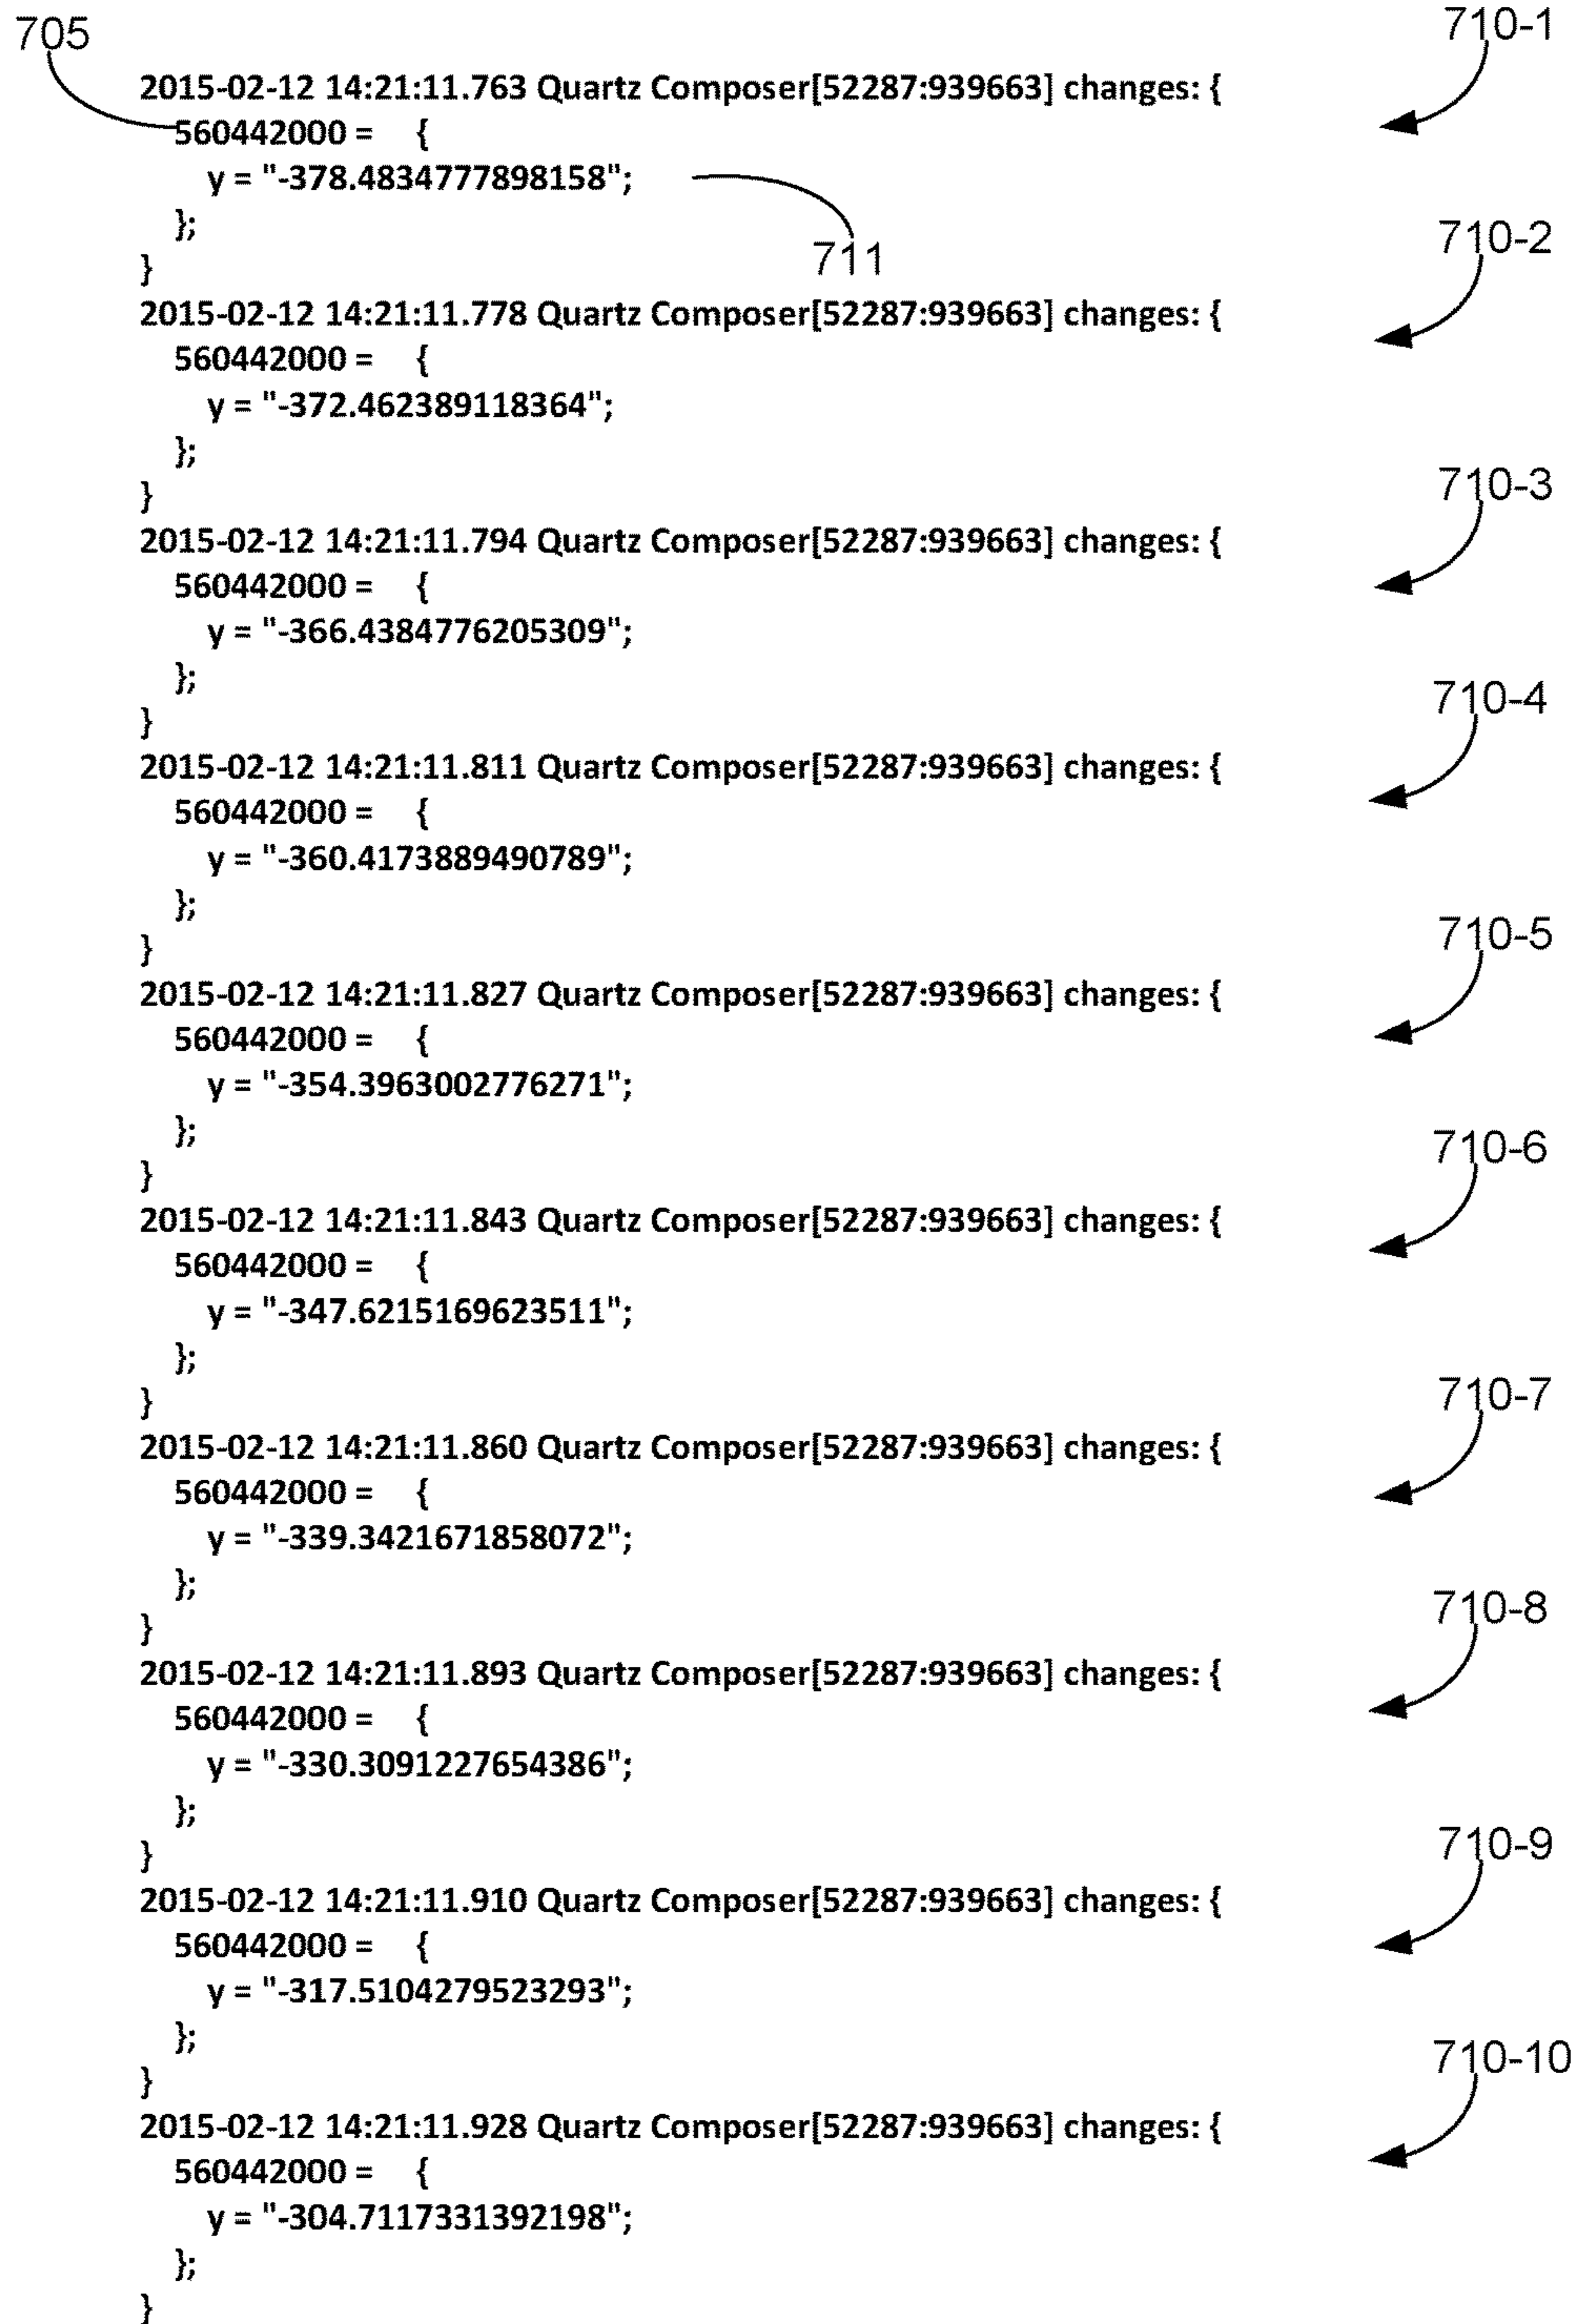 705
710-1
2015-02-12 14:21:11.763 Quartz Composer[52287:939663] changes: {
560442000 = {
y = "-378.4834777898158";
};
710-2
711
}
2015-02-12 14:21:11.778 Quartz Composer[52287:939663] changes: {
560442000 = {
y = "-372.462389118364";
};
710-3
}
2015-02-12 14:21:11.794 Quartz Composer[52287:939663] changes: {
560442000 = {
y = "-366.4384776205309";
};
710-4
}
2015-02-12 14:21:11.811 Quartz Composer[52287:939663] changes: {
560442000 = {
y = "-360.4173889490789";
};
710-5
}
2015-02-12 14:21:11.827 Quartz Composer[52287:939663] changes: {
560442000 = {
y = "-354.3963002776271";
};
710-6
}
2015-02-12 14:21:11.843 Quartz Composer[52287:939663] changes: {
560442000 = {
y = "-347.6215169623511";
};
710-7
}
2015-02-12 14:21:11.860 Quartz Composer[52287:939663] changes: {
560442000 = {
y = "-339.3421671858072";
};
710-8
}
2015-02-12 14:21:11.893 Quartz Composer[52287:939663] changes: {
560442000 = {
y = "-330.3091227654386";
};
710-9
}
2015-02-12 14:21:11.910 Quartz Composer[52287:939663] changes: {
560442000 = {
y = "-317.5104279523293";
};
710-10
}
2015-02-12 14:21:11.928 Quartz Composer[52287:939663] changes: {
560442000 = {
y = "-304.7117331392198";
};
}